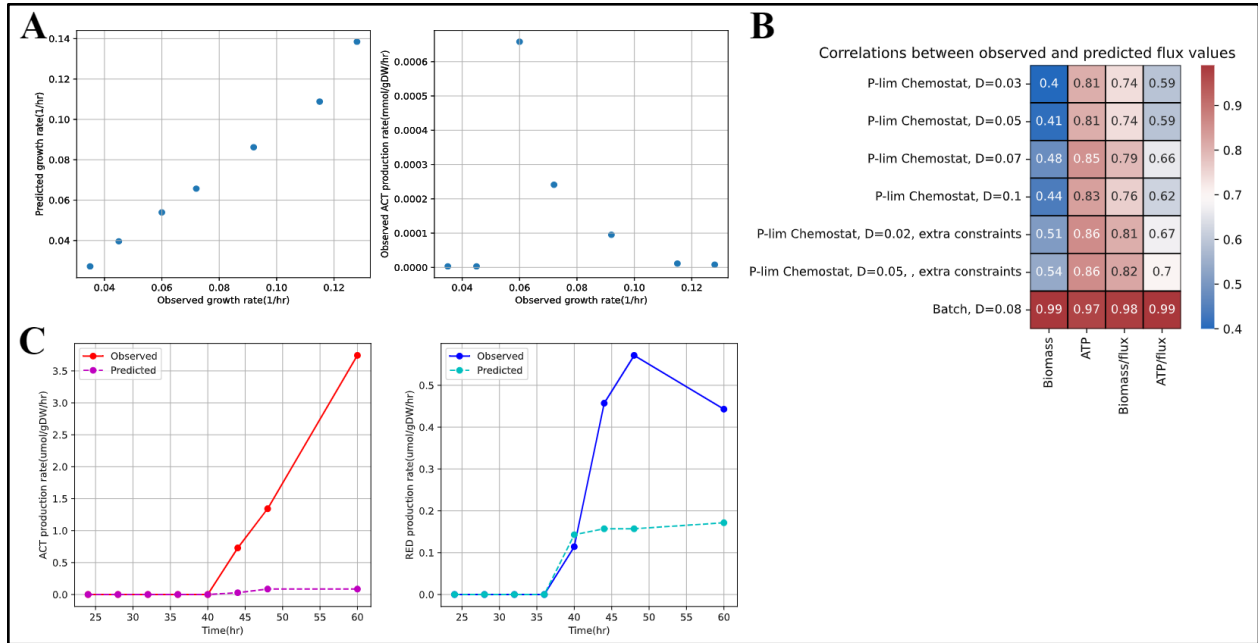 A
Predicted growth rate(1/hr)
0.14
0.12
0.10
0.08
0.06
0.04
0.04 0.06 0.08 0.10 0.12
Observed growth rate(1/hr)
Observed ACT production rate(mmol/gDW/hr)
0.0006
0.0005
0.0004
0.0003
0.0002
0.0001
0.0000
0.04 0.06 0.08 0.10 0.12
Observed growth rate(1/hr)
B
Correlations between observed and predicted flux values
P-lim Chemostat, D=0.03 0.4 0.81 0.74 0.59
P-lim Chemostat, D=0.05 0.41 0.81 0.74 0.59
P-lim Chemostat, D=0.07 0.48 0.85 0.79 0.66
P-lim Chemostat, D=0.1 0.44 0.83 0.76 0.62
P-lim Chemostat, D=0.02, extra constraints 0.51 0.86 0.81 0.67
P-lim Chemostat, D=0.05, , extra constraints 0.54 0.86 0.82 0.7
Batch, D=0.08 0.99 0.97 0.98 0.99
Biomass
ATP
Biomass/flux
ATP/flux
0.9
0.8
0.7
0.6
0.5
0.4
C
ACT production rate(umol/gDW/hr)
Observed
Predicted
3.5
3.0
2.5
2.0
1.5
1.0
0.5
0.0
25 30 35 40 45 50 55 60
Time(hr)
RED production rate(umol/gDW/hr)
Observed
Predicted
0.5
0.4
0.3
0.2
0.1
0.0
25 30 35 40 45 50 55 60
Time(hr)